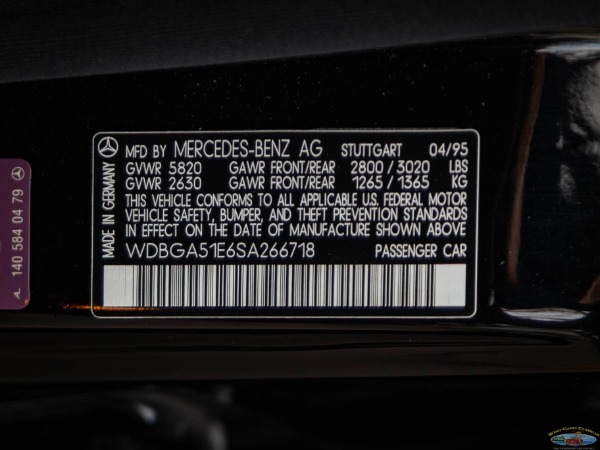 MFD BY MERCEDES-BENZ AG STUTTGART 04/95
GVWR 5820 GAWR FRONT/REAR 2800/3020 LBS
GVWR 2630 GAWR FRONT/REAR 1265/1365 KG
THIS VEHICLE CONFORMS TO ALL APPLICABLE U.S. FEDERAL MOTOR
VEHICLE SAFETY, BUMPER, AND THEFT PREVENTION STANDARDS
IN EFFECT ON THE DATE OF MANUFACTURE SHOWN ABOVE
WDBGA51E6SA266718 PASSENGER CAR
MADE IN GERMANY
140 584 04 79